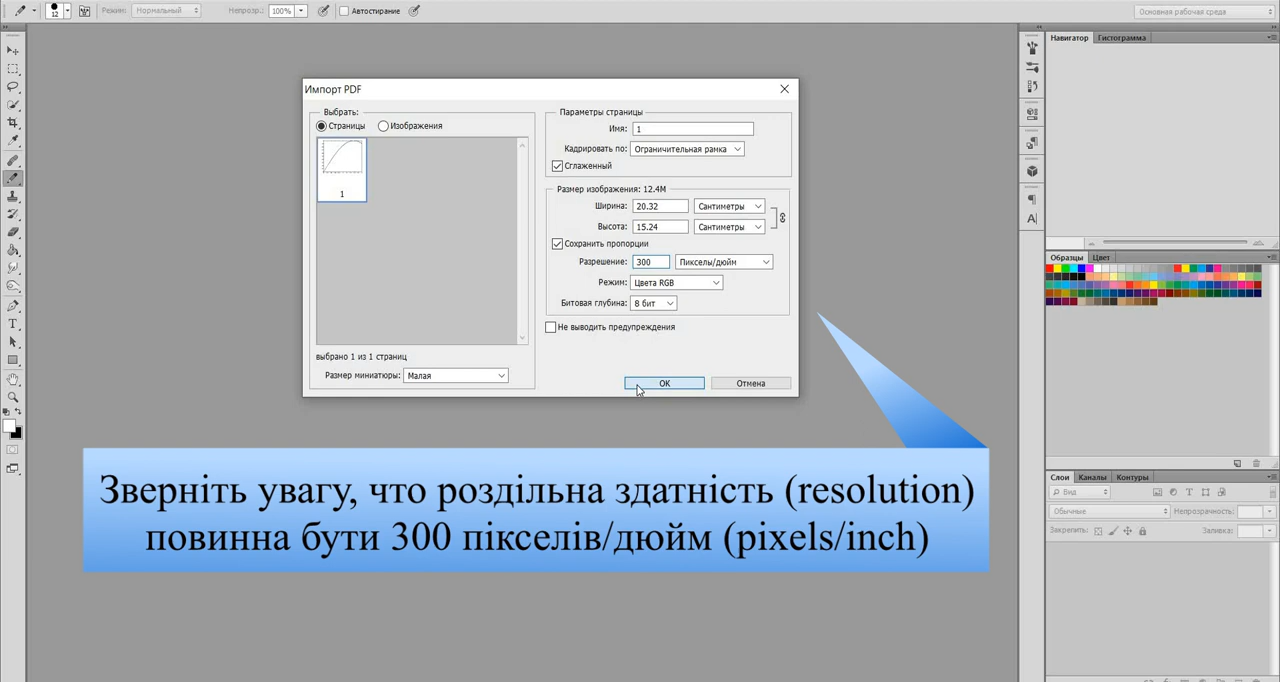 12
Режим:
Нормальный
Непрозр.:
100%
Автостирание
Основная рабочая среда
Импорт PDF
Выбрать:
Страницы
Изображения
1
выбрано 1 из 1 страниц
Размер миниатюры:
Малая
Параметры страницы
Имя:
1
Кадрировать по:
Ограничительная рамка
Сглаженный
Размер изображения: 12.4M
Ширина:
20.32
Сантиметры
Высота:
15.24
Сантиметры
Сохранить пропорции
Разрешение:
300
Пикселы/дюйм
Режим:
Цвета RGB
Битовая глубина:
8 бит
Не выводить предупреждения
OK
Отмена
Зверніть увагу, что роздільна здатність (resolution)
повинна бути 300 пікселів/дюйм (pixels/inch)
Навигатор
Гистограмма
Образцы
Цвет
Слои
Каналы
Контуры
Вид
Обычные
Непрозрачность:
Закрепить:
Заливка: